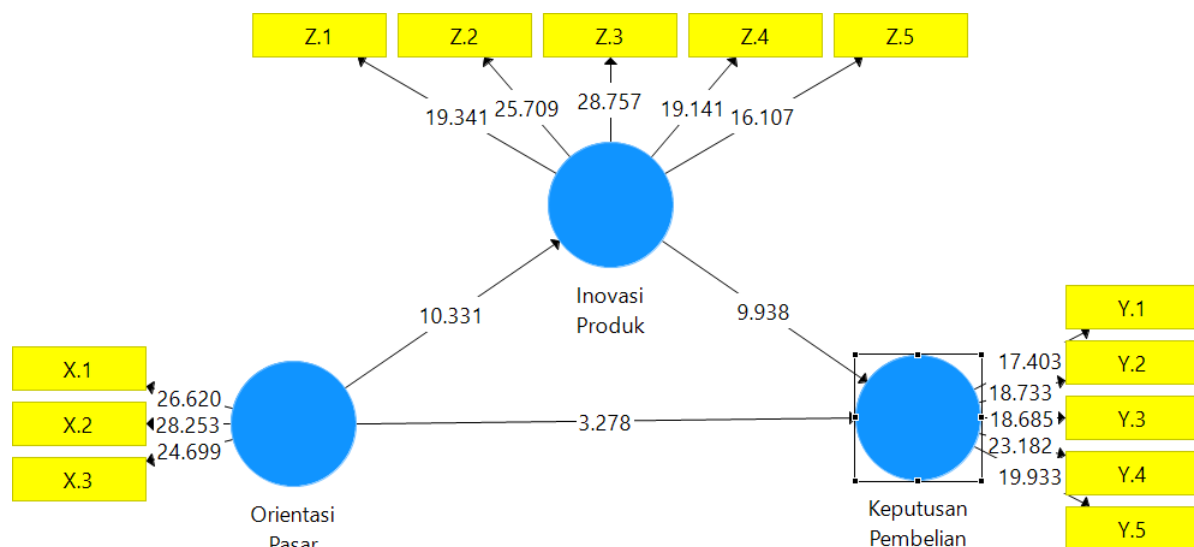 Z.1 Z.2 Z.3 Z.4 Z.5
19.341 25.709 28.757 19.141 16.107
Inovasi
Produk
10.331 9.938
X.1
X.2
X.3
26.620
28.253
24.699
Orientasi
Pasar
3.278
17.403
18.733
18.685
23.182
19.933
Y.1
Y.2
Y.3
Y.4
Y.5
Keputusan
Pembelian